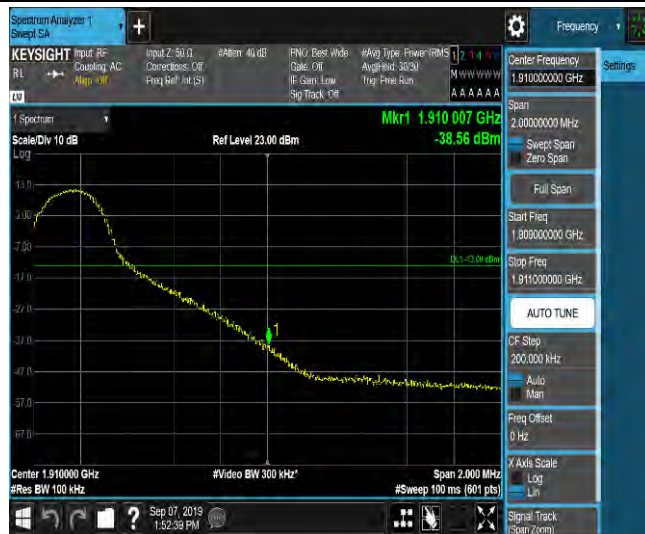 Spectrum Analyzer 1
Swept SA
+
Frequency
KEYSIGHT
RL
Input: RF
Coupling: AC
Align: Off
Input Z: 50 Ω
Corrections: Off
Freq Ref: Int (S)
#Atten: 40 dB
PNO: Best Wide
Gate: Off
IF Gain: Low
Sig Track: Off
#Avg Type: Power (RMS
Avg|Hold: 30/30
Trig: Free Run
1 2 3 4 5 6
M W W W W W
A A A A A A
LW
1 Spectrum
Scale/Div 10 dB
Log
Ref Level 23.00 dBm
Mkr1 1.910 007 GHz
-38.56 dBm
13.0
3.00
-7.00
-17.0
-27.0
-37.0
-47.0
-57.0
-67.0
DL1 -13.00 dBm
1
Center 1.910000 GHz
#Res BW 100 kHz
#Video BW 300 kHz*
Span 2.000 MHz
#Sweep 100 ms (601 pts)
Center Frequency
1.910000000 GHz
Settings
Span
2.00000000 MHz
Swept Span
Zero Span
Full Span
Start Freq
1.909000000 GHz
Stop Freq
1.911000000 GHz
AUTO TUNE
CF Step
200.000 kHz
Auto
Man
Freq Offset
0 Hz
X Axis Scale
Log
Lin
Signal Track
(Span Zoom)
?
Sep 07, 2019
1:52:39 PM